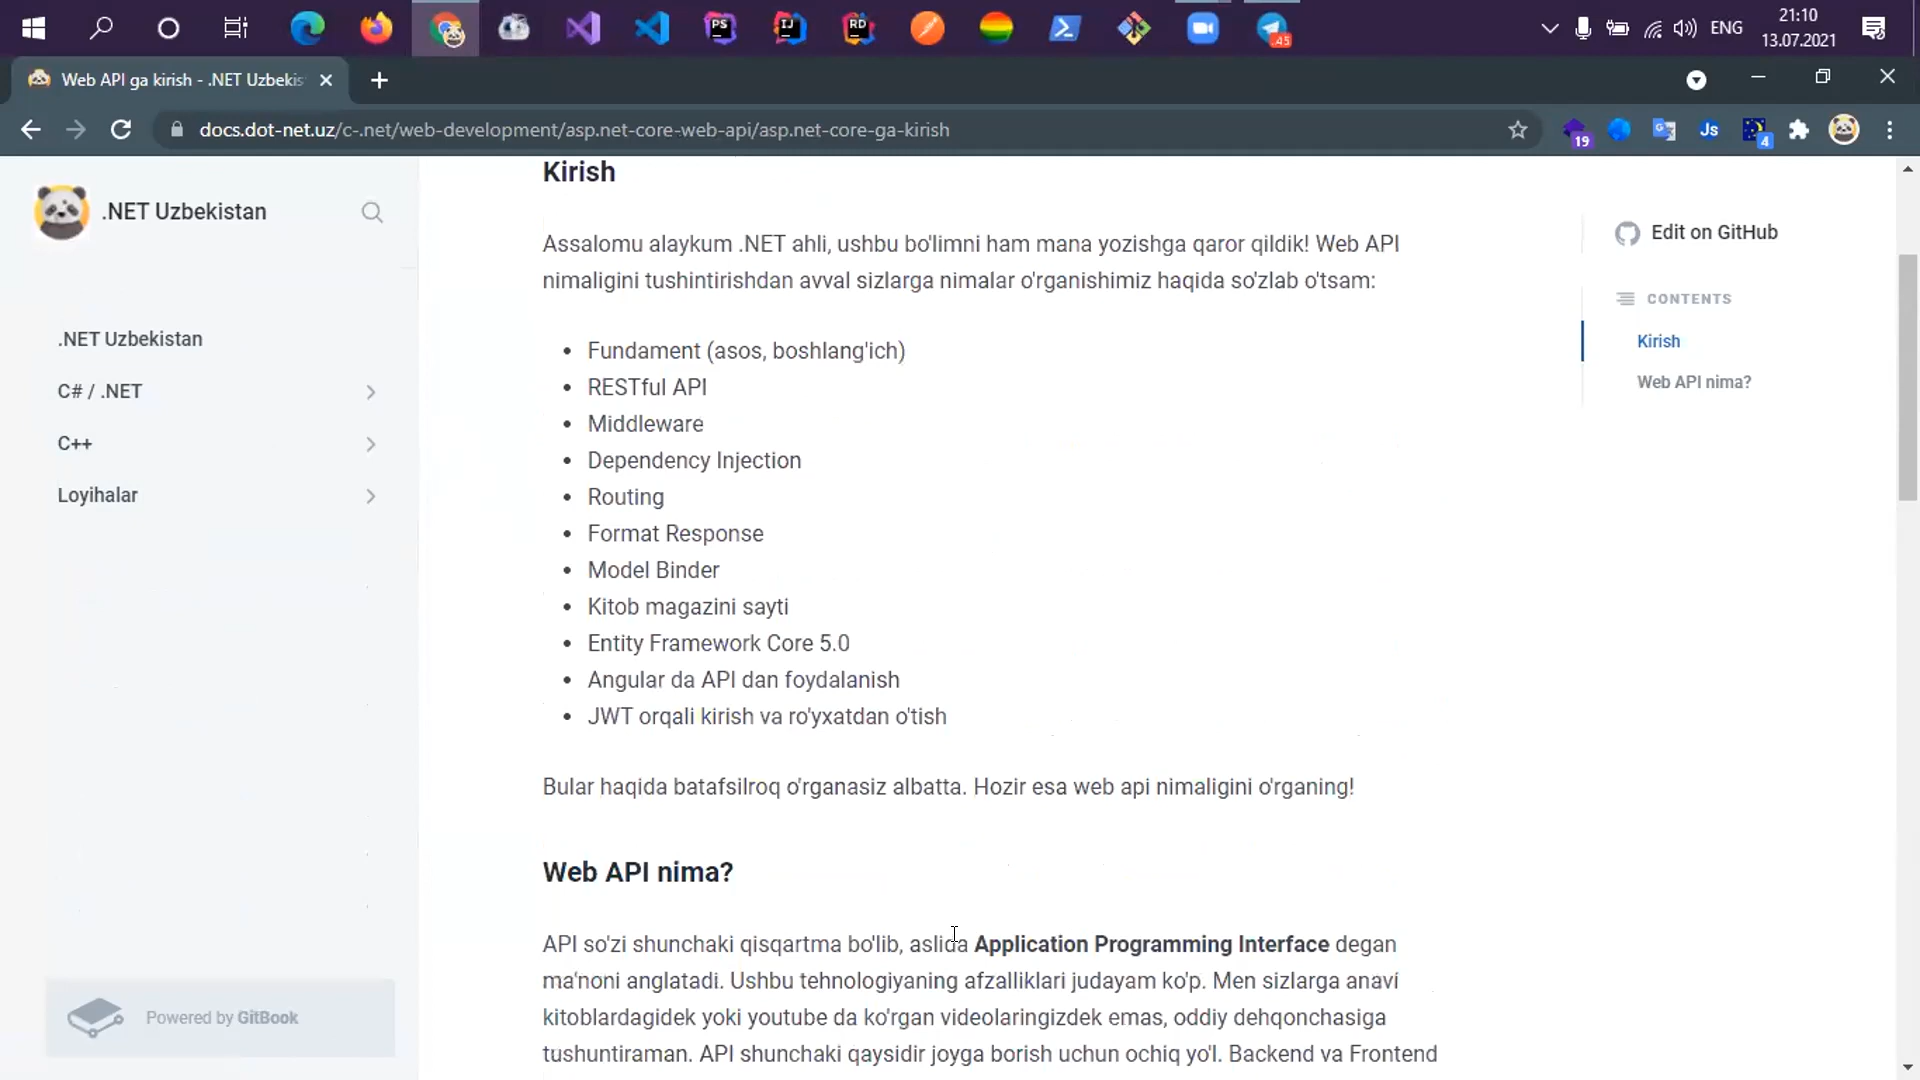 PS
IJ
RD
45
ENG
21:10
13.07.2021
Web API ga kirish - .NET Uzbekis
docs.dot-net.uz/c-.net/web-development/asp.net-core-web-api/asp.net-core-ga-kirish
19
Js
4
.NET Uzbekistan
.NET Uzbekistan
C# / .NET
C++
Loyihalar
Powered by GitBook
Kirish
Assalomu alaykum .NET ahli, ushbu bo'limni ham mana yozishga qaror qildik! Web API
nimaligini tushintirishdan avval sizlarga nimalar o'rganishimiz haqida so'zlab o'tsam:
• Fundament (asos, boshlang'ich)
• RESTful API
• Middleware
• Dependency Injection
• Routing
• Format Response
• Model Binder
• Kitob magazini sayti
• Entity Framework Core 5.0
• Angular da API dan foydalanish
• JWT orqali kirish va ro'yxatdan o'tish
Bular haqida batafsilroq o'rganasiz albatta. Hozir esa web api nimaligini o'rganing!
Web API nima?
API so'zi shunchaki qisqartma bo'lib, aslida Application Programming Interface degan
ma'noni anglatadi. Ushbu tehnologiyaning afzalliklari judayam ko'p. Men sizlarga anavi
kitoblardagidek yoki youtube da ko'rgan videolaringizdek emas, oddiy dehqonchasiga
tushuntiraman. API shunchaki qaysidir joyga borish uchun ochiq yo'l. Backend va Frontend
Edit on GitHub
CONTENTS
Kirish
Web API nima?